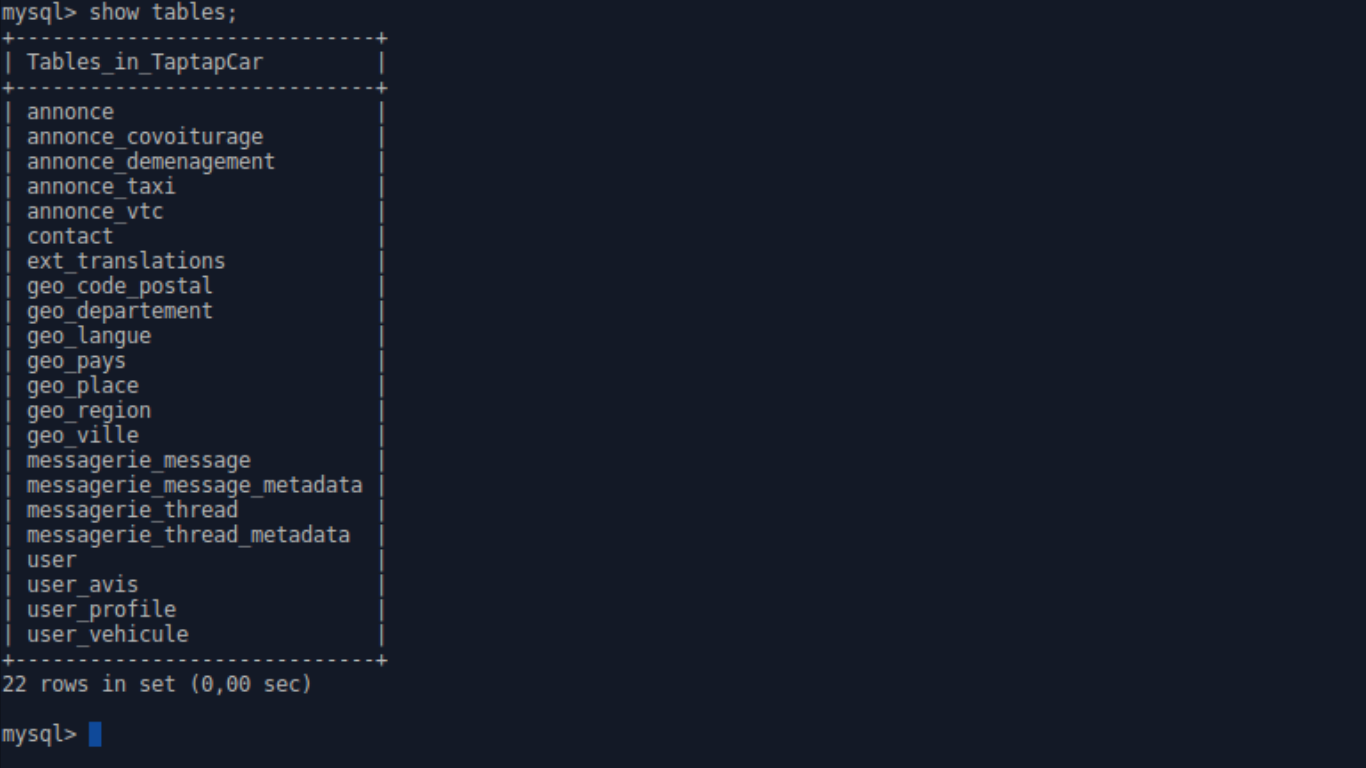 mysql> show tables;
+-----------------------------+
| Tables_in_TaptapCar         |
+-----------------------------+
| annonce                     |
| annonce_covoiturage         |
| annonce_demenagement        |
| annonce_taxi                |
| annonce_vtc                 |
| contact                     |
| ext_translations            |
| geo_code_postal             |
| geo_departement             |
| geo_langue                  |
| geo_pays                    |
| geo_place                   |
| geo_region                  |
| geo_ville                   |
| messagerie_message          |
| messagerie_message_metadata |
| messagerie_thread           |
| messagerie_thread_metadata  |
| user                        |
| user_avis                   |
| user_profile                |
| user_vehicule               |
+-----------------------------+
22 rows in set (0,00 sec)
mysql>